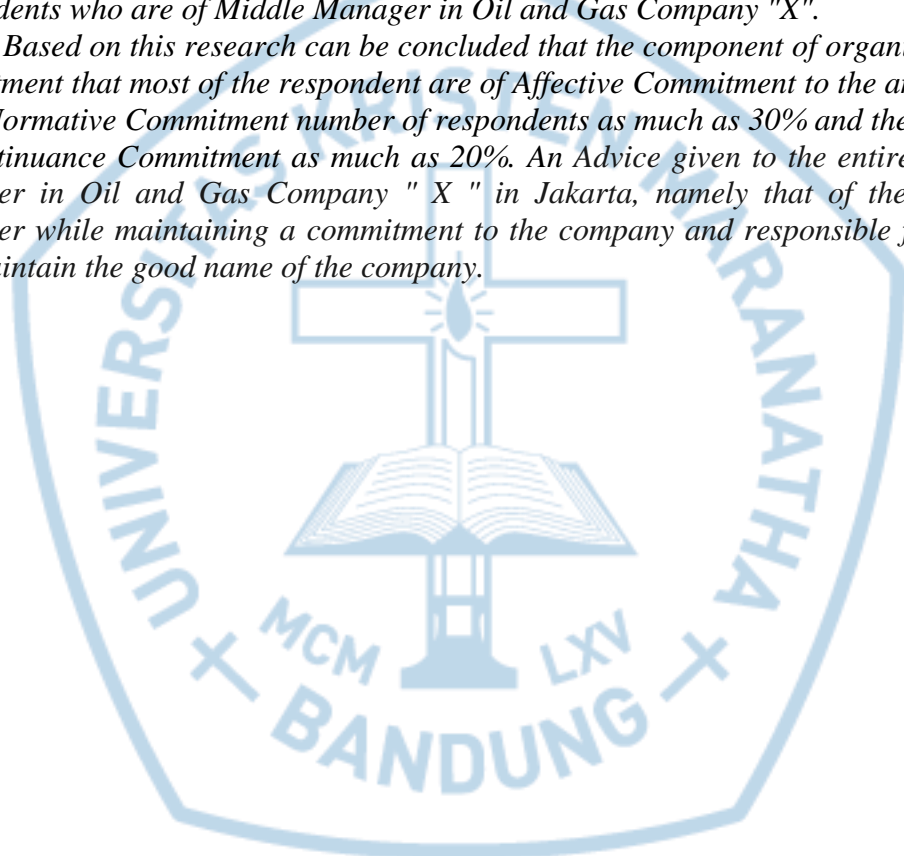 dents who are of Middle Manager in Oil and Gas Company "X".
Based on this research can be concluded that the component of organi
tment that most of the respondent are of Affective Commitment to the a
Normative Commitment number of respondents as much as 30% and the
tinuance Commitment as much as 20%. An Advice given to the entire
er in Oil and Gas Company " X " in Jakarta, namely that of the
er while maintaining a commitment to the company and responsible f
intain the good name of the company.
UNIVERSITAS KRISTEN MARANATHA
MCM LXV
BANDUNG